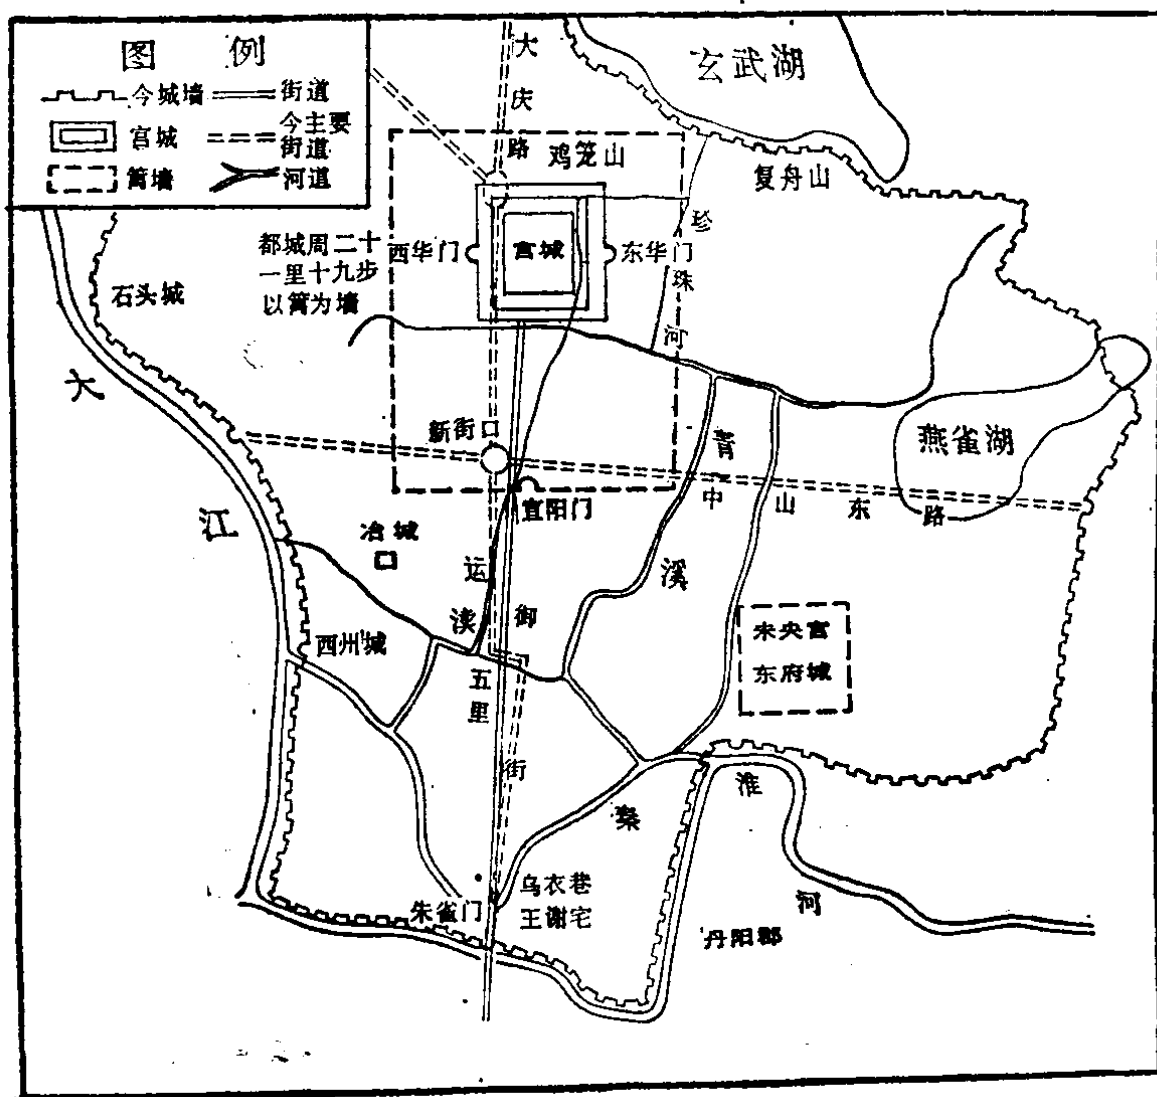 图 例
今城墙
街道
宫城
今主要
街道
篱墙
河道
玄武湖
大庆路
鸡笼山
复舟山
都城周二十
一里十九步
以篱为墙
西华门
宫城
东华门
珍珠河
石头城
大江
新街口
青溪
燕雀湖
中山东路
宣阳门
冶城
运渎
御
五里
街
西州城
未央宫
东府城
秦淮河
朱雀门
乌衣巷
王谢宅
丹阳郡